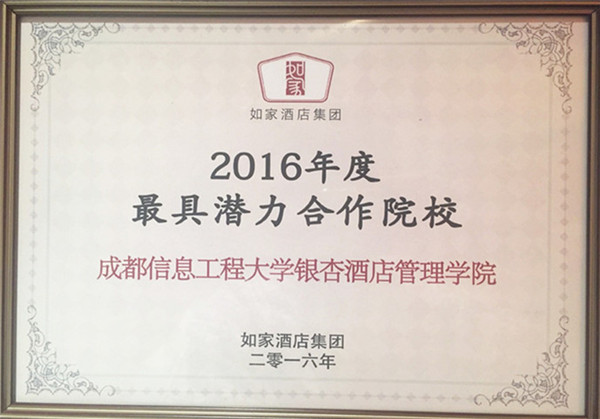 如家
如家酒店集团
2016年度
最具潜力合作院校
成都信息工程大学银杏酒店管理学院
如家酒店集团
二零一六年